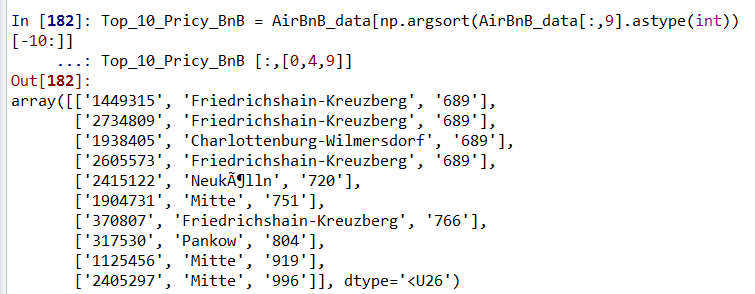 In [182]: Top_10_Pricy_BnB = AirBnB_data[np.argsort(AirBnB_data[:,9].astype(int))
[-10:]]
     ...: Top_10_Pricy_BnB [:,[0,4,9]]
Out[182]:
array([['1449315', 'Friedrichshain-Kreuzberg', '689'],
       ['2734809', 'Friedrichshain-Kreuzberg', '689'],
       ['1938405', 'Charlottenburg-Wilmersdorf', '689'],
       ['2605573', 'Friedrichshain-Kreuzberg', '689'],
       ['2415122', 'NeukÃ¶lln', '720'],
       ['1904731', 'Mitte', '751'],
       ['370807', 'Friedrichshain-Kreuzberg', '766'],
       ['317530', 'Pankow', '804'],
       ['1125456', 'Mitte', '919'],
       ['2405297', 'Mitte', '996']], dtype='<U26')